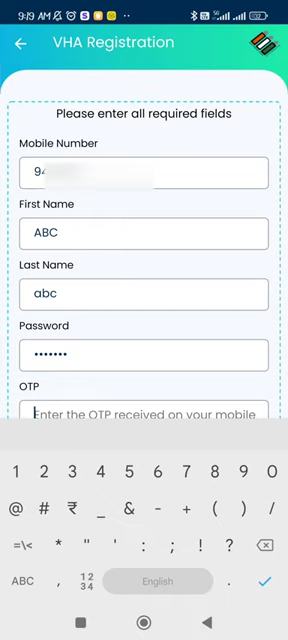 9:19 AM
VHA Registration
Please enter all required fields
Mobile Number
94
First Name
ABC
Last Name
abc
Password
•••••••
OTP
Enter the OTP received on your mobile
1 2 3 4 5 6 7 8 9 0
@ # ₹ _ & - + ( ) /
=\< * " ' : ; ! ?
ABC , 12 34 English .